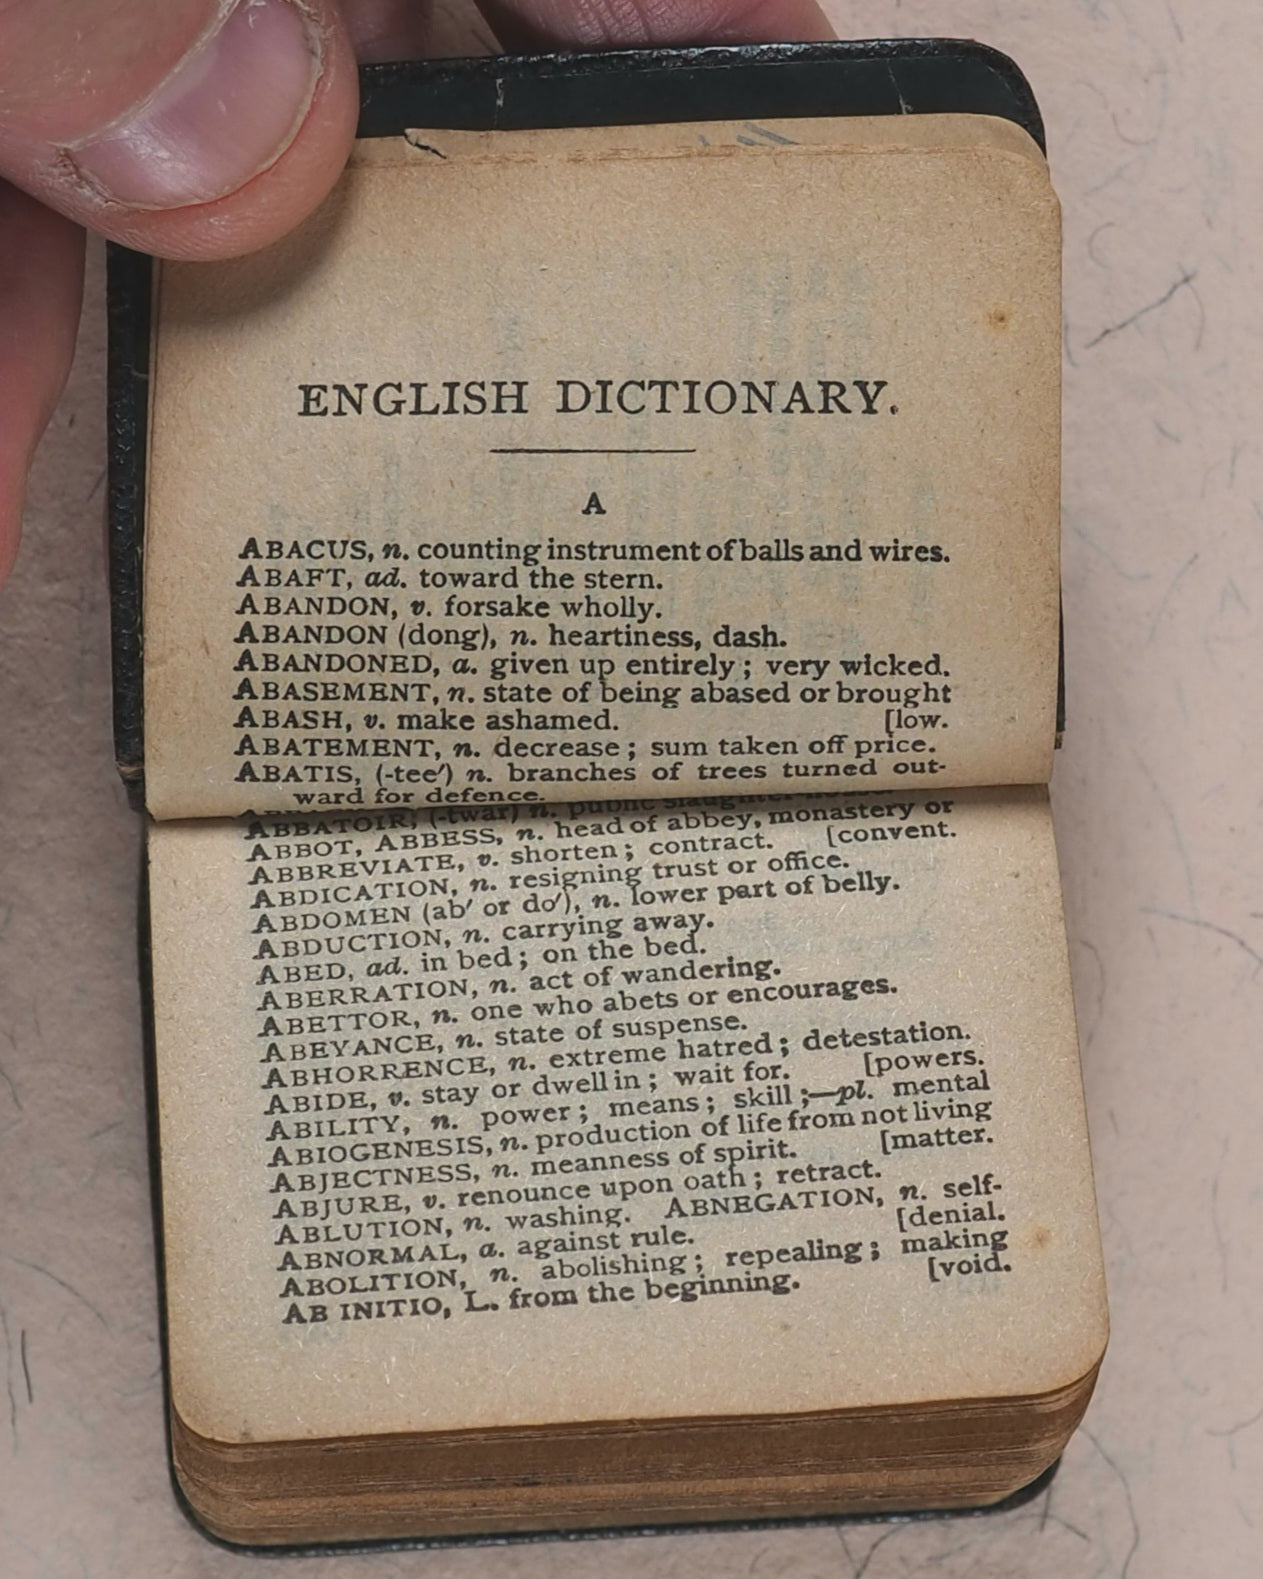 ENGLISH DICTIONARY.
A
ABACUS, n. counting instrument of balls and wires.
ABAFT, ad. toward the stern.
ABANDON, v. forsake wholly.
ABANDON (dong), n. heartiness, dash.
ABANDONED, a. given up entirely; very wicked.
ABASEMENT, n. state of being abased or brought
ABASH, v. make ashamed. [low.
ABATEMENT, n. decrease; sum taken off price.
ABATIS, (-tee′) n. branches of trees turned out-
ward for defence.
ABBATOIR, (-twar) n. public slaughter-house.
ABBOT, ABBESS, n. head of abbey, monastery or
ABBREVIATE, v. shorten; contract. [convent.
ABDICATION, n. resigning trust or office.
ABDOMEN (ab′ or do′), n. lower part of belly.
ABDUCTION, n. carrying away.
ABED, ad. in bed; on the bed.
ABERRATION, n. act of wandering.
ABETTOR, n. one who abets or encourages.
ABEYANCE, n. state of suspense.
ABHORRENCE, n. extreme hatred; detestation.
ABIDE, v. stay or dwell in; wait for. [powers.
ABILITY, n. power; means; skill;—pl. mental
ABIOGENESIS, n. production of life from not living
ABJECTNESS, n. meanness of spirit. [matter.
ABJURE, v. renounce upon oath; retract.
ABLUTION, n. washing. ABNEGATION, n. self-
ABNORMAL, a. against rule. [denial.
ABOLITION, n. abolishing; repealing; making
AB INITIO, L. from the beginning. [void.